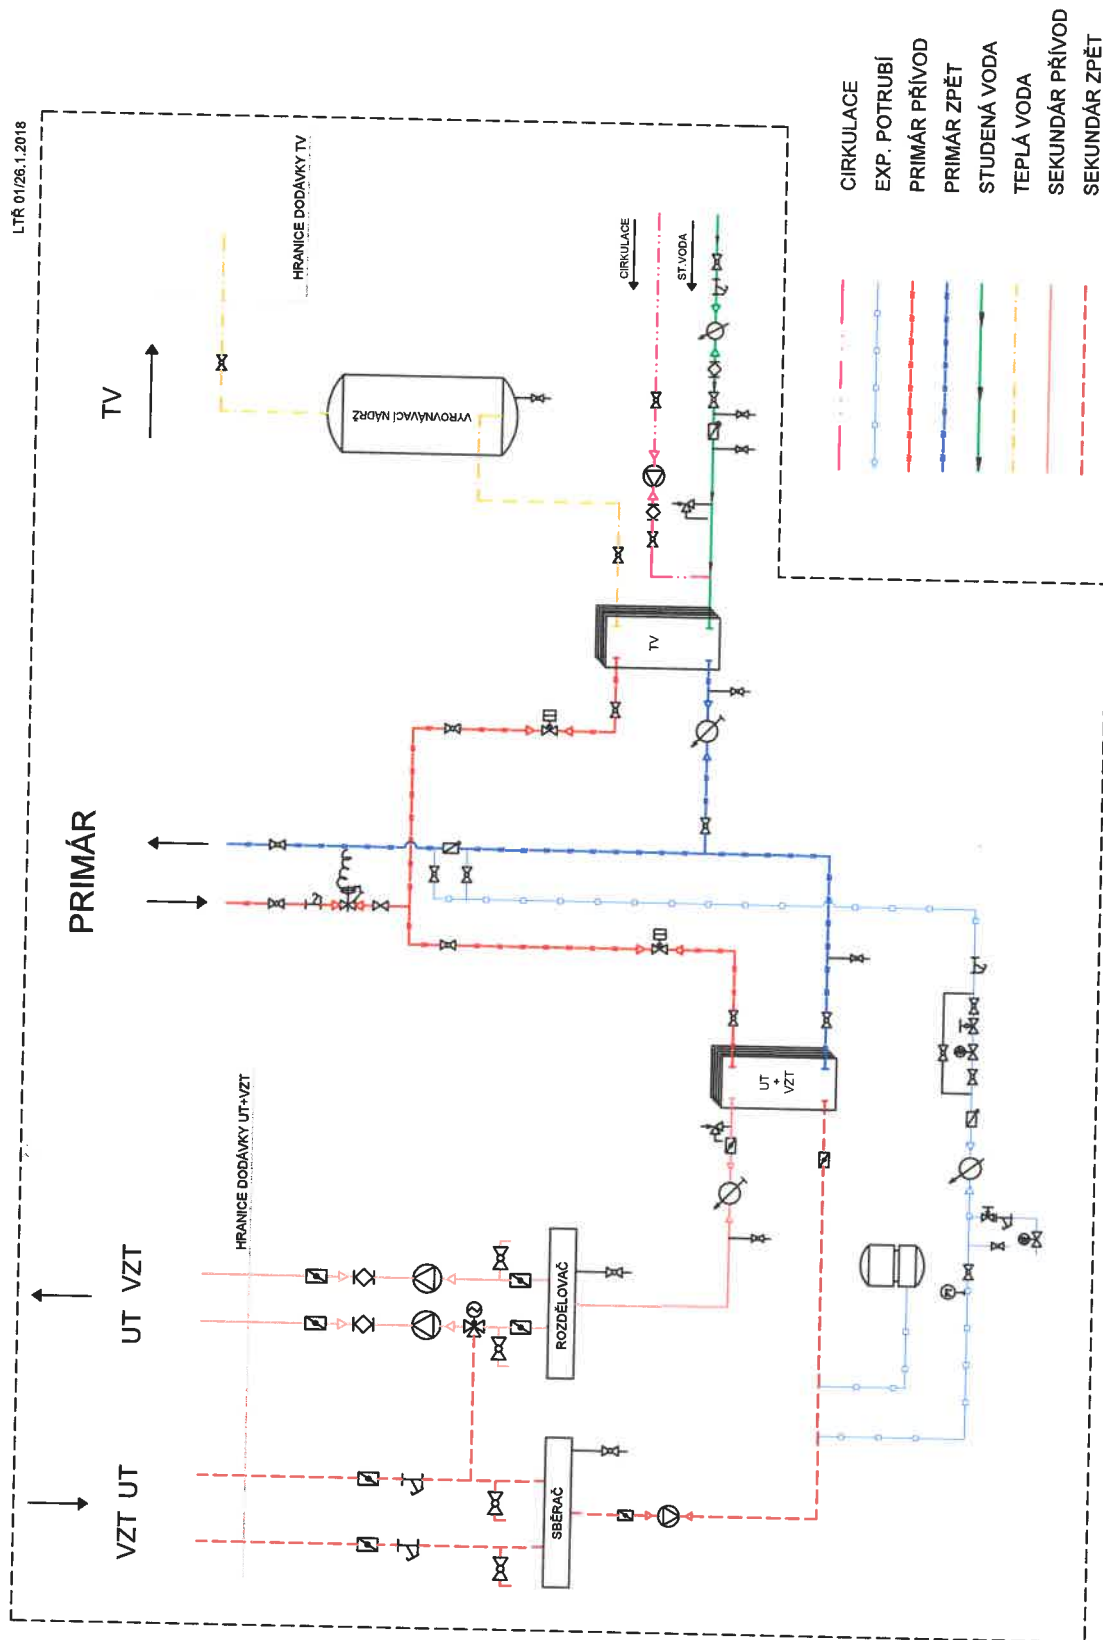 LTŘ 01/26.1.2018
TV
HRANICE DODÁVKY TV
VYROVNÁVACÍ NÁDRŽ
CIRKULACE
ST.VODA
TV
PRIMÁR
UT +
VZT
HRANICE DODÁVKY UT+VZT
UT VZT
ROZDĚLOVAČ
VZT UT
SBĚRAČ
CIRKULACE
EXP. POTRUBÍ
PRIMÁR PŘÍVOD
PRIMÁR ZPĚT
STUDENÁ VODA
TEPLÁ VODA
SEKUNDÁR PŘÍVOD
SEKUNDÁR ZPĚT